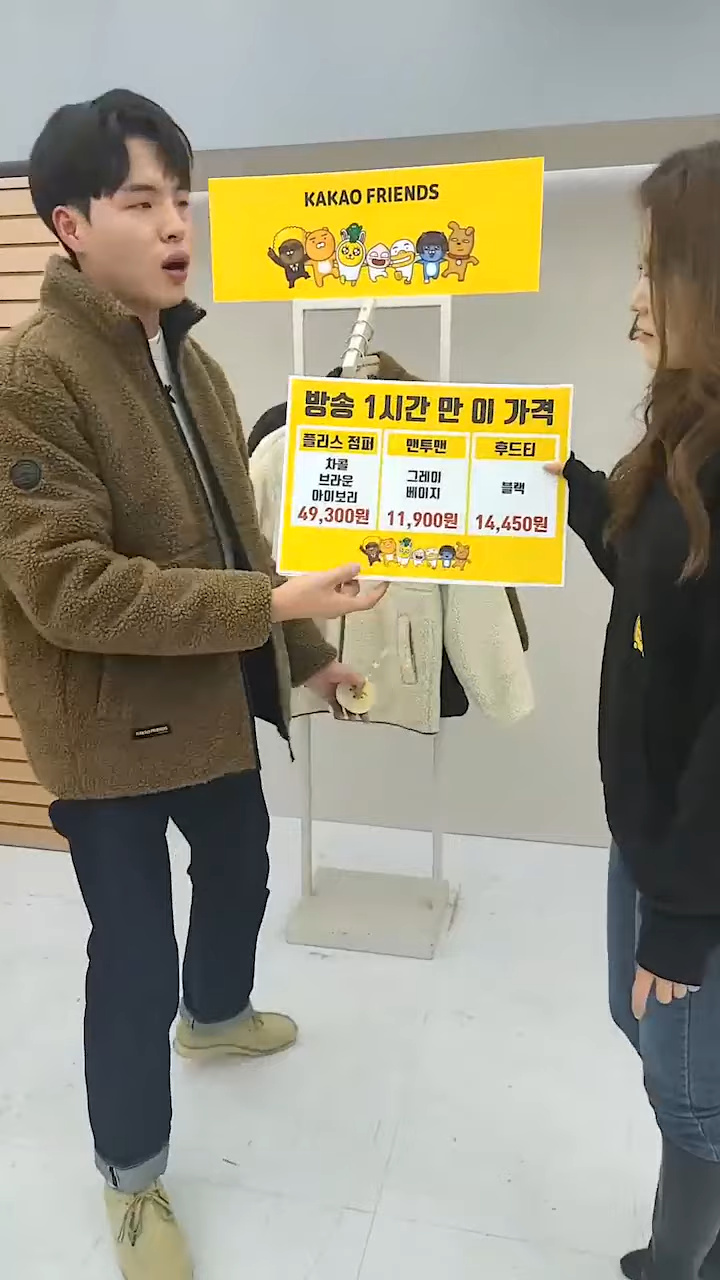 KAKAO FRIENDS
방송 1시간 만 이 가격
플리스 점퍼
차콜
브라운
아이보리
49,300원
맨투맨
그레이
베이지
11,900원
후드티
블랙
14,450원
KAKAO FRIENDS